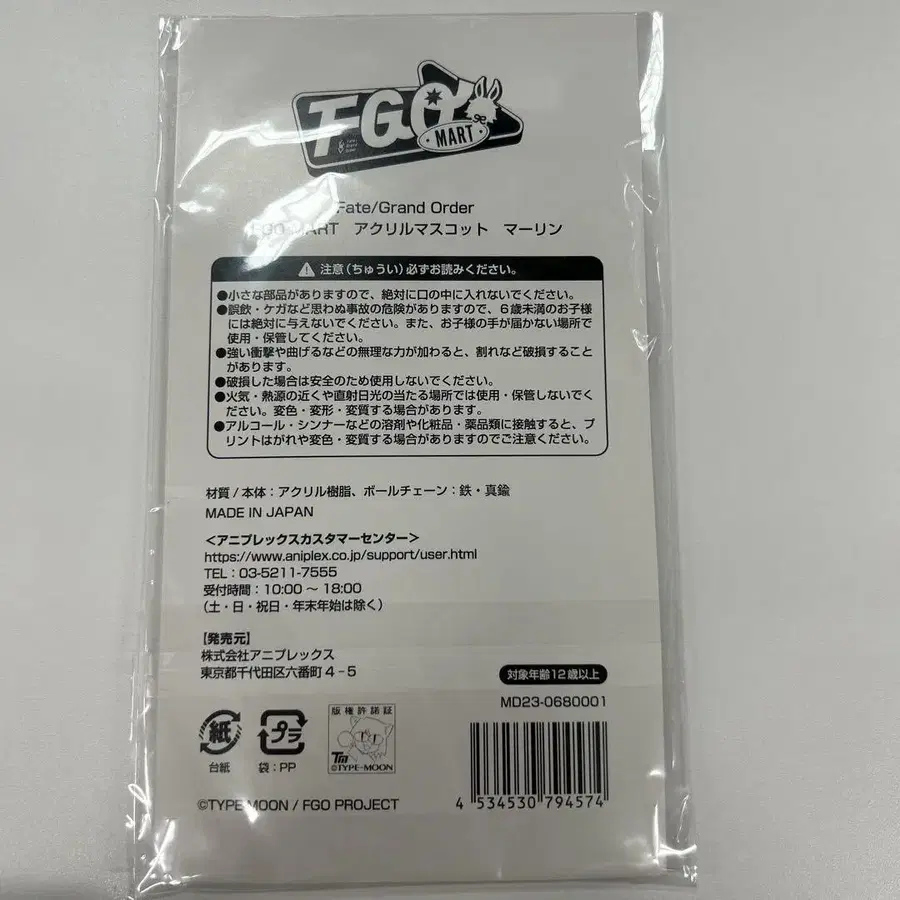 FGO
MART
Fate/Grand Order
FGO MART アクリルマスコット マーリン
注意(ちゅうい)必ずお読みください。
●小さな部品がありますので、絶対に口の中に入れないでください。
●誤飲・ケガなど思わぬ事故の危険がありますので、6歳未満のお子様
には絶対に与えないでください。また、お子様の手が届かない場所で
使用・保管してください。
●強い衝撃や曲げるなどの無理な力が加わると、割れなど破損すること
があります。
●破損した場合は安全のため使用しないでください。
●火気・熱源の近くや直射日光の当たる場所では使用・保管しないでく
ださい。変色・変形・変質する場合があります。
●アルコール・シンナーなどの溶剤や化粧品・薬品類に接触すると、プ
リントはがれや変色・変質する場合がありますのでご注意ください。
材質/本体:アクリル樹脂、ボールチェーン:鉄・真鍮
MADE IN JAPAN
<アニプレックスカスタマーセンター>
https://www.aniplex.co.jp/support/user.html
TEL:03-5211-7555
受付時間:10:00~18:00
(土・日・祝日・年末年始は除く)
【発売元】
株式会社アニプレックス
東京都千代田区六番町4-5
対象年齢12歳以上
MD23-0680001
紙
台紙
プラ
袋:PP
版権許諾証
TM
©TYPE-MOON
©TYPE-MOON / FGO PROJECT
4 534530 794574